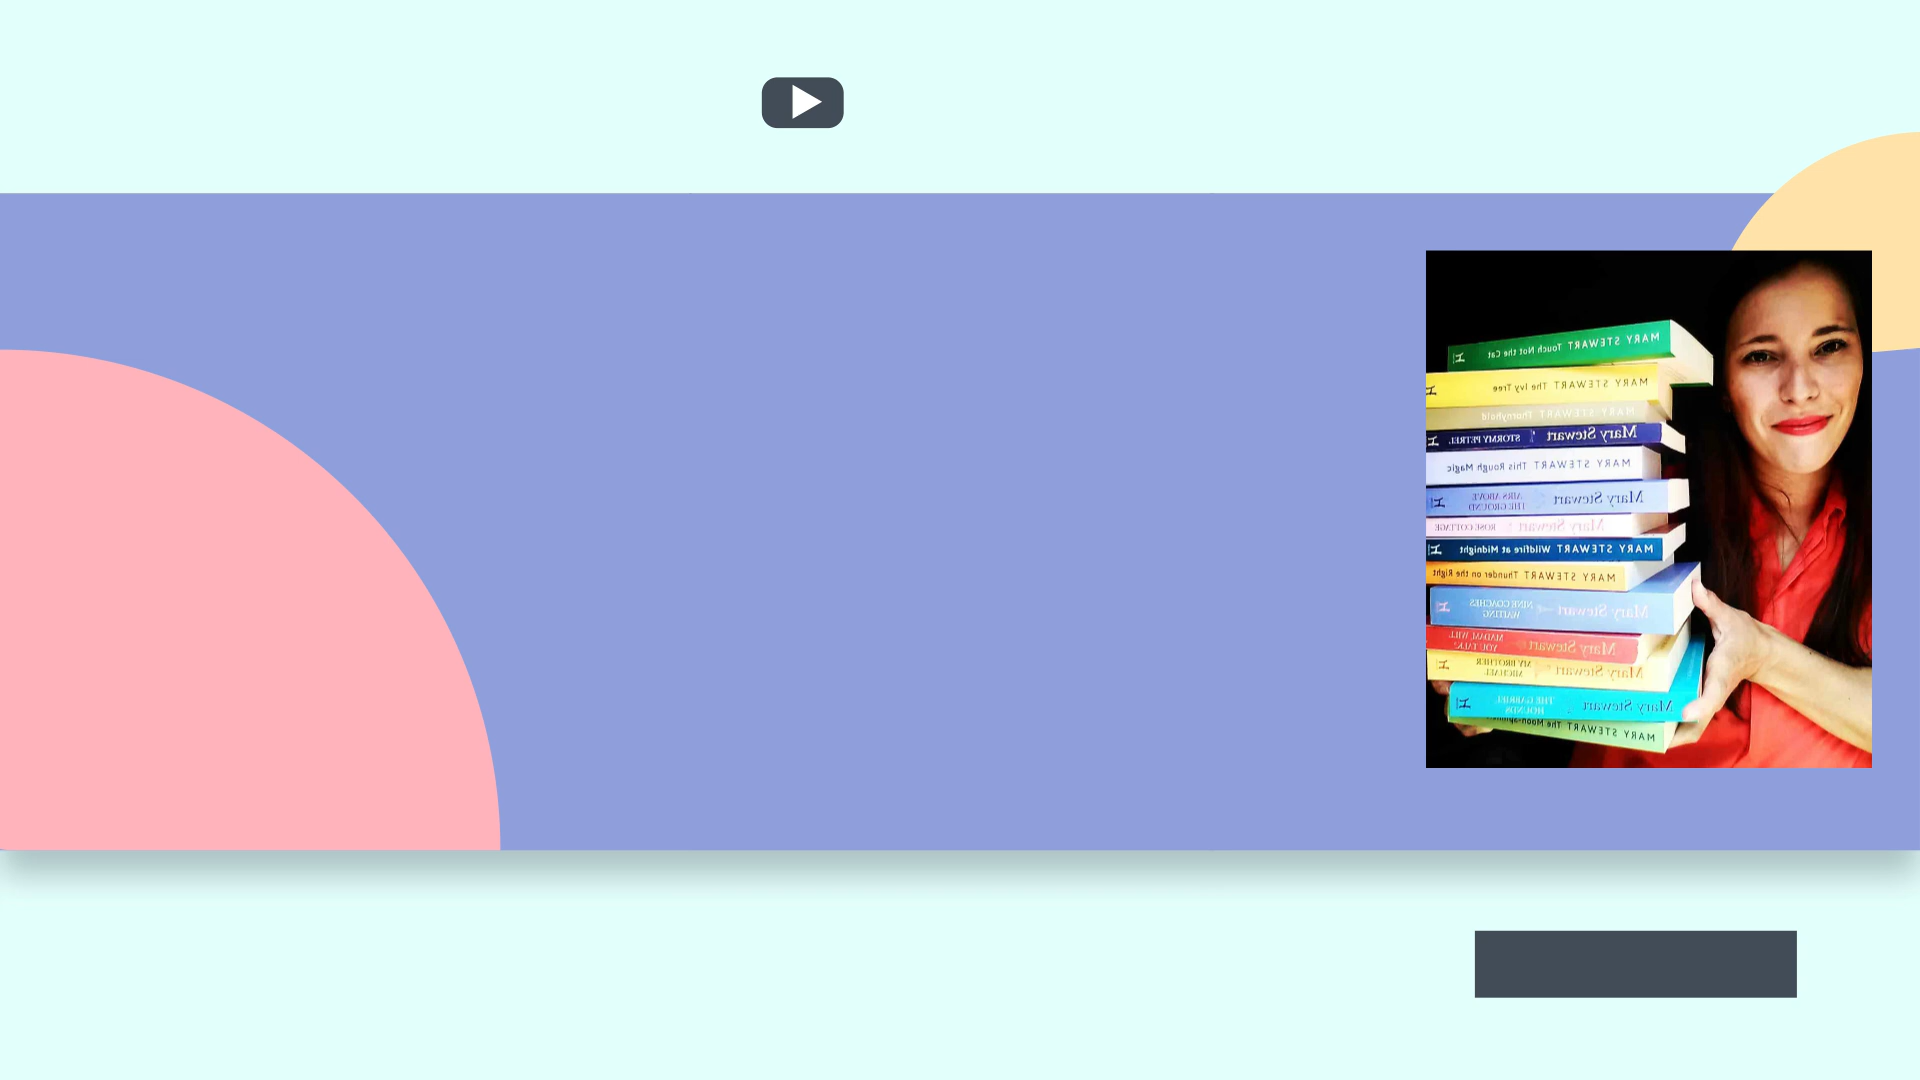 MARY STEWART Touch Not the Cat
MARY STEWART The Ivy Tree
MARY STEWART Thornyhold
Mary Stewart STORMY PETREL
MARY STEWART This Rough Magic
Mary Stewart AIRS ABOVE
THE GROUND
Mary Stewart ROSE COTTAGE
MARY STEWART Wildfire at Midnight
MARY STEWART Thunder on the Right
Mary Stewart NINE COACHES
WAITING
Mary Stewart MADAM, WILL
YOU TALK?
Mary Stewart MY BROTHER
MICHAEL
Mary Stewart THE GABRIEL
HOUNDS
MARY STEWART The Moon-Spinners